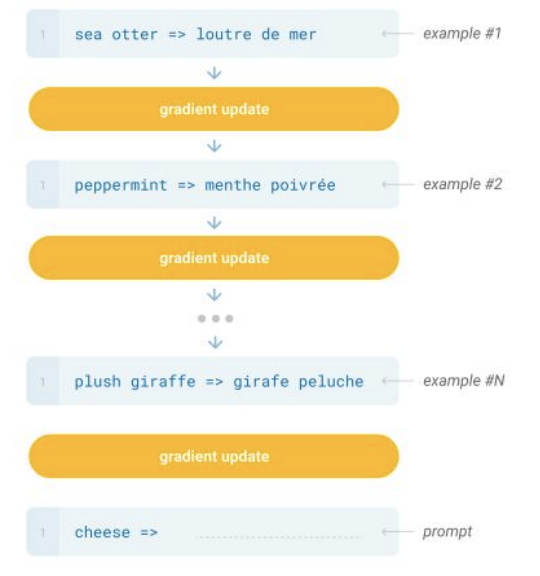 1 sea otter => loutre de mer example #1
gradient update
1 peppermint => menthe poivrée example #2
gradient update
1 plush giraffe => girafe peluche example #N
gradient update
1 cheese => prompt